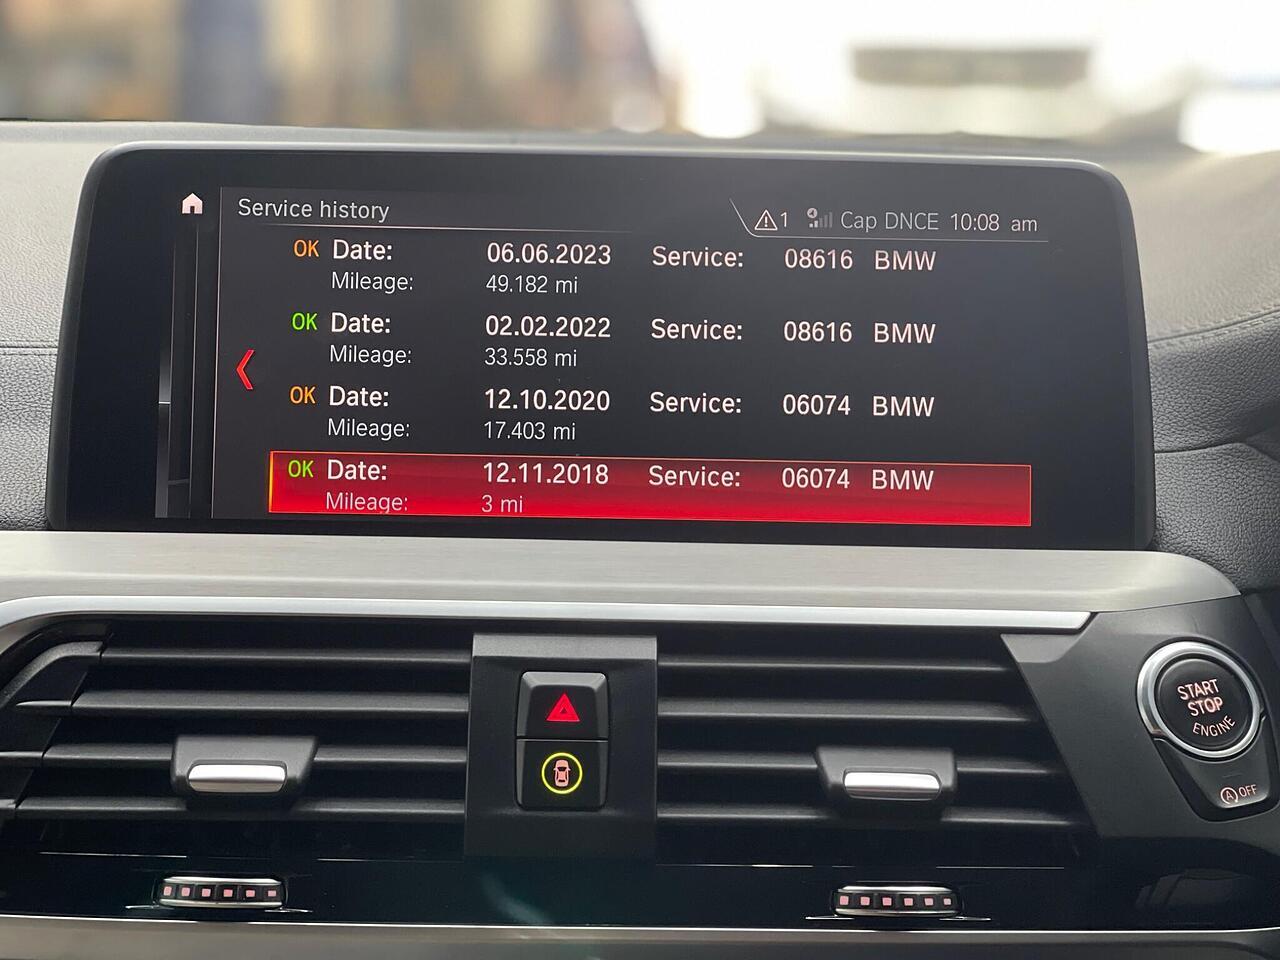 Service history
1 Cap DNCE 10:08 am
OK Date: 06.06.2023 Service: 08616 BMW
Mileage: 49.182 mi
OK Date: 02.02.2022 Service: 08616 BMW
Mileage: 33.558 mi
OK Date: 12.10.2020 Service: 06074 BMW
Mileage: 17.403 mi
OK Date: 12.11.2018 Service: 06074 BMW
Mileage: 3 mi
START
STOP
ENGINE
A OFF